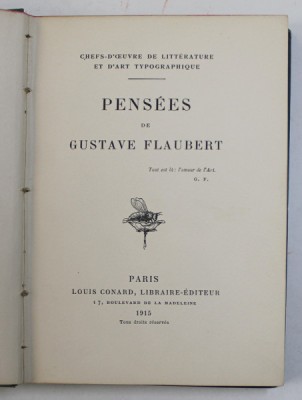 CHEFS-D'ŒUVRE DE LITTÉRATURE
ET D'ART TYPOGRAPHIQUE
PENSÉES
DE
GUSTAVE FLAUBERT
Tout est là: l'amour de l'Art.
G. F.
PARIS
LOUIS CONARD, LIBRAIRE-ÉDITEUR
17, BOULEVARD DE LA MADELEINE
1915
Tous droits réservés